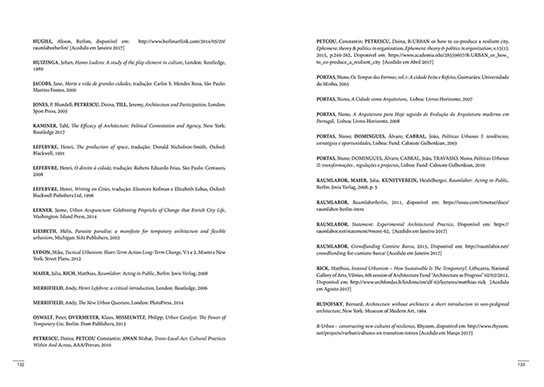 HUGILL, Alison, Berlim, disponível em: http://www.berlinartlink.com/2014/05/20/
raumlaborberlin/ [Acedido em Janeiro 2017]
HUIZINGA, Johan, Homo Ludens: A study of the play element in culture, London: Routledge,
1980
JACOBS, Jane, Morte e vida de grandes cidades, tradução: Carlos S. Mendes Rosa, São Paulo:
Martins Fontes, 2000
JONES, P. Blundell; PETRESCU, Doina; TILL, Jeremy, Architecture and Participation, London:
Spon Press, 2005
KAMINER, Tahl, The Efficacy of Architecture: Political Contestation and Agency, New York:
Routledge 2017
LEFEBVRE, Henri, The production of space, tradução: Donald Nicholson-Smith, Oxford:
Blackwell, 1991
LEFEBVRE, Henri, O direito à cidade, tradução: Rubens Eduardo Frias, São Paulo: Centauro,
2008
LEFEBVRE, Henri, Writing on Cities, tradução: Eleonore Kofman e Elizabeth Lebas, Oxford:
Blackwell Publishers Ltd, 1996
LERNER, Jaime, Urban Acupuncture: Celebrating Pinpricks of Change that Enrich City Life,
Washington: Island Press, 2014
LIESBETH, Melis, Parasite paradise: a manifesto for temporary architecture and flexible
urbanism, Michigan: NAI Publishers, 2003
LYDON, Mike, Tactical Urbanism: Short-Term Action Long-Term Change, V.1 e 2, Miami e New
York: Street Plans, 2012
MAIER, Julia, RICH, Matthias, Raumlabor: Acting in Public, Berlin: Jovis Verlag, 2008
MERRIFIELD, Andy, Henri Lefebvre: a critical introduction, London: Routledge, 2006
MERRIFIELD, Andy, The New Urban Question, London: PlutoPress, 2014
OSWALT, Peter, OVERMEYER, Klaus, MISSELWITZ, Philipp, Urban Catalyst: The Power of
Temporary Use, Berlin: Dom Publishers, 2013
PETRESCU, Doina; PETCOU Constantin; AWAN Nishat, Trans-Local-Act: Cultural Practices
Within And Across, AAA/Peprav, 2010
132
PETCOU, Constantin; PETRESCU, Doina, R-URBAN or how to co-produce a resilient city,
Ephemera: theory & politics in organization, Ephemera: theory & politics in organization, v.15(1),
2015, p.249-262, Disponível em: https://www.academia.edu/28559607/R-URBAN_or_how_
to_co-produce_a_resilient_city [Acedido em Abril 2017]
PORTAS, Nuno, Os Tempos das Formas, vol.1: A cidade Feita e Refeita, Guimarães: Universidade
do Minho, 2005
PORTAS, Nuno, A Cidade como Arquitetura, Lisboa: Livros Horizonte, 2007
PORTAS, Nuno, A Arquitetura para Hoje seguido de Evolução da Arquitetura moderna em
Portugal, Lisboa: Livros Horizonte, 2008
PORTAS, Nuno; DOMINGUES, Álvaro; CABRAL, João, Políticas Urbanas I: tendências,
estratégias e oportunidades, Lisboa: Fund. Calouste Gulbenkian, 2003
PORTAS, Nuno; DOMINGUES, Álvaro, CABRAL, João, TRAVASSO, Nuno, Políticas Urbanas
II: transformações, regulações e projectos, Lisboa: Fund. Calouste Gulbenkian, 2010
RAUMLABOR, MAIER, Julia, KUNSTVEREIN, Heidelberger, Raumlabor: Acting in Public,
Berlin: Jovis Verlag, 2008, p. 5
RAUMLABOR, Raumlaborberlin, 2011, disponível em: https://issuu.com/timotac/docs/
raumlabor-berlin-intro
RAUMLABOR, Statement: Experimental Architectural Practice, Disponível em: https://
raumlabor.net/statement/#more-62, [Acedido em Janeiro 2017]
RAUMLABOR, Crowdfunding Cantiere Barca, 2013, Disponível em: http://raumlabor.net/
crowdfunding-for-cantiere-barca/ [Acedido em Janeiro 2017]
RICK, Matthias, Instand Urbanism – How Sustainable Is The Temporary?, Lithuania, National
Gallery of Arts, Vilnius, 6th session of Architecture Fund "Architecture as Progress" 02/02/2012,
Disponível em: http://www.archfondas.lt/leidiniu/en/alf-03/lectures/matthias-rick [Acedido
em Agosto 2017]
RUDOFSKY, Bernard, Architecture without architects: a short introduction to non-pedigreed
architecture, New York: Museum of Modern Art, 1964
R-Urban – constructing new cultures of resilience, Rhyzom, disponível em: http://www.rhyzom.
net/projects/rurban/cultures-en-transition-totnes [Acedido em Março 2017]
133